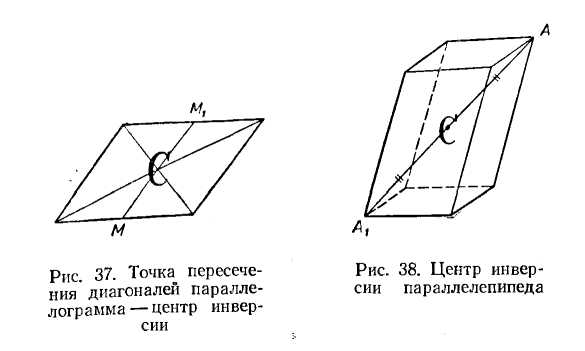 M₁
C
M
A
C
A₁
Рис. 37. Точка пересече-
ния диагоналей паралле-
лограмма — центр инвер-
сии
Рис. 38. Центр инвер-
сии параллелепипеда